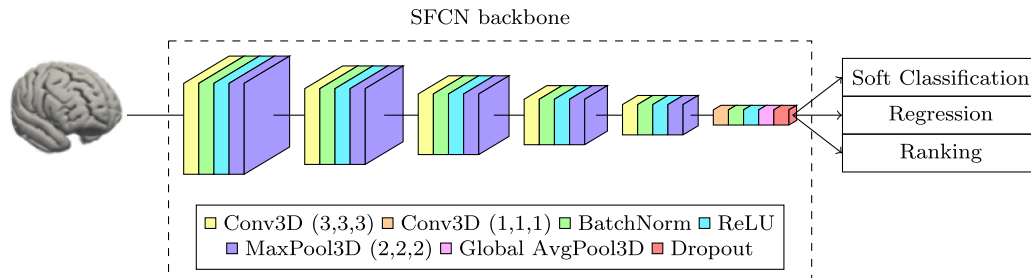 SFCN backbone
Soft Classification
Regression
Ranking
Conv3D (3,3,3) Conv3D (1,1,1) BatchNorm ReLU
MaxPool3D (2,2,2) Global AvgPool3D Dropout